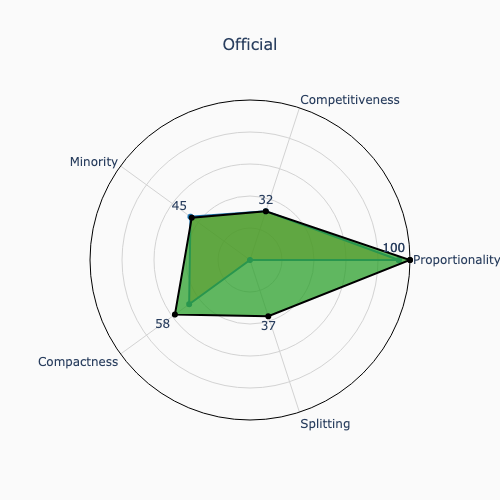 Official
Competitiveness
Minority
45
32
100
Proportionality
58
37
Compactness
Splitting